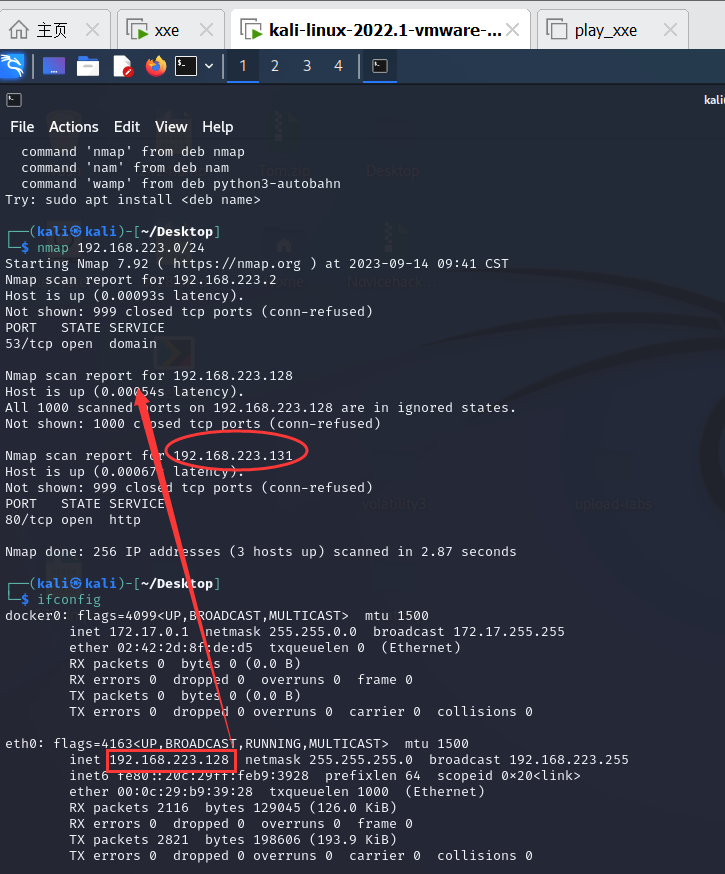 主页
xxe
kali-linux-2022.1-vmware-...
play_xxe
1 2 3 4
kali
File Actions Edit View Help
command 'nmap' from deb nmap
command 'nam' from deb nam
command 'wamp' from deb python3-autobahn
Try: sudo apt install <deb name>
┌──(kali㉿kali)-[~/Desktop]
└─$ nmap 192.168.223.0/24
Starting Nmap 7.92 ( https://nmap.org ) at 2023-09-14 09:41 CST
Nmap scan report for 192.168.223.2
Host is up (0.00093s latency).
Not shown: 999 closed tcp ports (conn-refused)
PORT STATE SERVICE
53/tcp open domain
Nmap scan report for 192.168.223.128
Host is up (0.00054s latency).
All 1000 scanned ports on 192.168.223.128 are in ignored states.
Not shown: 1000 closed tcp ports (conn-refused)
Nmap scan report for 192.168.223.131
Host is up (0.00067s latency).
Not shown: 999 closed tcp ports (conn-refused)
PORT STATE SERVICE
80/tcp open http
Nmap done: 256 IP addresses (3 hosts up) scanned in 2.87 seconds
┌──(kali㉿kali)-[~/Desktop]
└─$ ifconfig
docker0: flags=4099<UP,BROADCAST,MULTICAST> mtu 1500
inet 172.17.0.1 netmask 255.255.0.0 broadcast 172.17.255.255
ether 02:42:2d:8f:de:d5 txqueuelen 0 (Ethernet)
RX packets 0 bytes 0 (0.0 B)
RX errors 0 dropped 0 overruns 0 frame 0
TX packets 0 bytes 0 (0.0 B)
TX errors 0 dropped 0 overruns 0 carrier 0 collisions 0
eth0: flags=4163<UP,BROADCAST,RUNNING,MULTICAST> mtu 1500
inet 192.168.223.128 netmask 255.255.255.0 broadcast 192.168.223.255
inet6 fe80::20c:29ff:feb9:3928 prefixlen 64 scopeid 0×20<link>
ether 00:0c:29:b9:39:28 txqueuelen 1000 (Ethernet)
RX packets 2116 bytes 129045 (126.0 KiB)
RX errors 0 dropped 0 overruns 0 frame 0
TX packets 2821 bytes 198606 (193.9 KiB)
TX errors 0 dropped 0 overruns 0 carrier 0 collisions 0
Desktop
volatility3
upload-labs